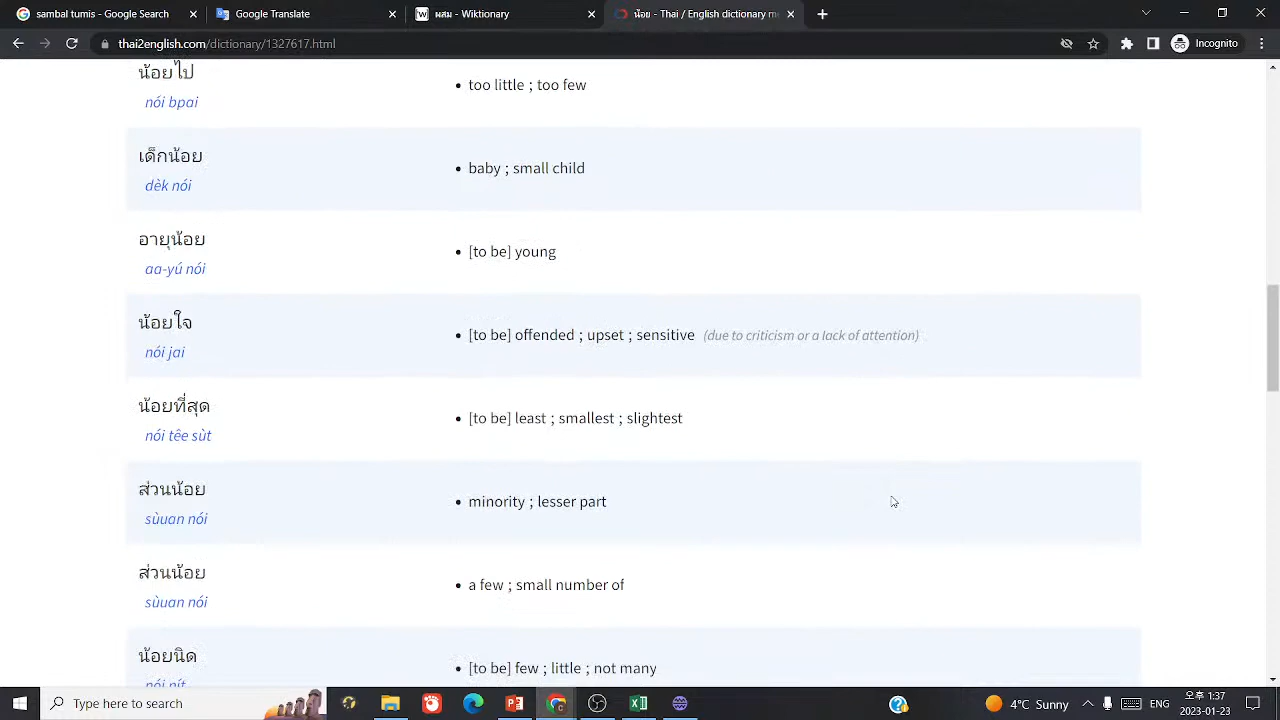 sambal tumis - Google Search
Google Translate
ผสม - Wiktionary
น้อย - Thai / English dictionary m
thai2english.com/dictionary/1327617.html
Incognito
น้อยไป
nói bpai
too little ; too few
เด็กน้อย
dèk nói
baby ; small child
อายุน้อย
aa-yú nói
[to be] young
น้อยใจ
nói jai
[to be] offended ; upset ; sensitive (due to criticism or a lack of attention)
น้อยที่สุด
nói têe sùt
[to be] least ; smallest ; slightest
ส่วนน้อย
sùuan nói
minority ; lesser part
ส่วนน้อย
sùuan nói
a few ; small number of
น้อยนิด
nói nít
[to be] few ; little ; not many
Type here to search
4°C Sunny
ENG
오후 1:37
2023-01-23